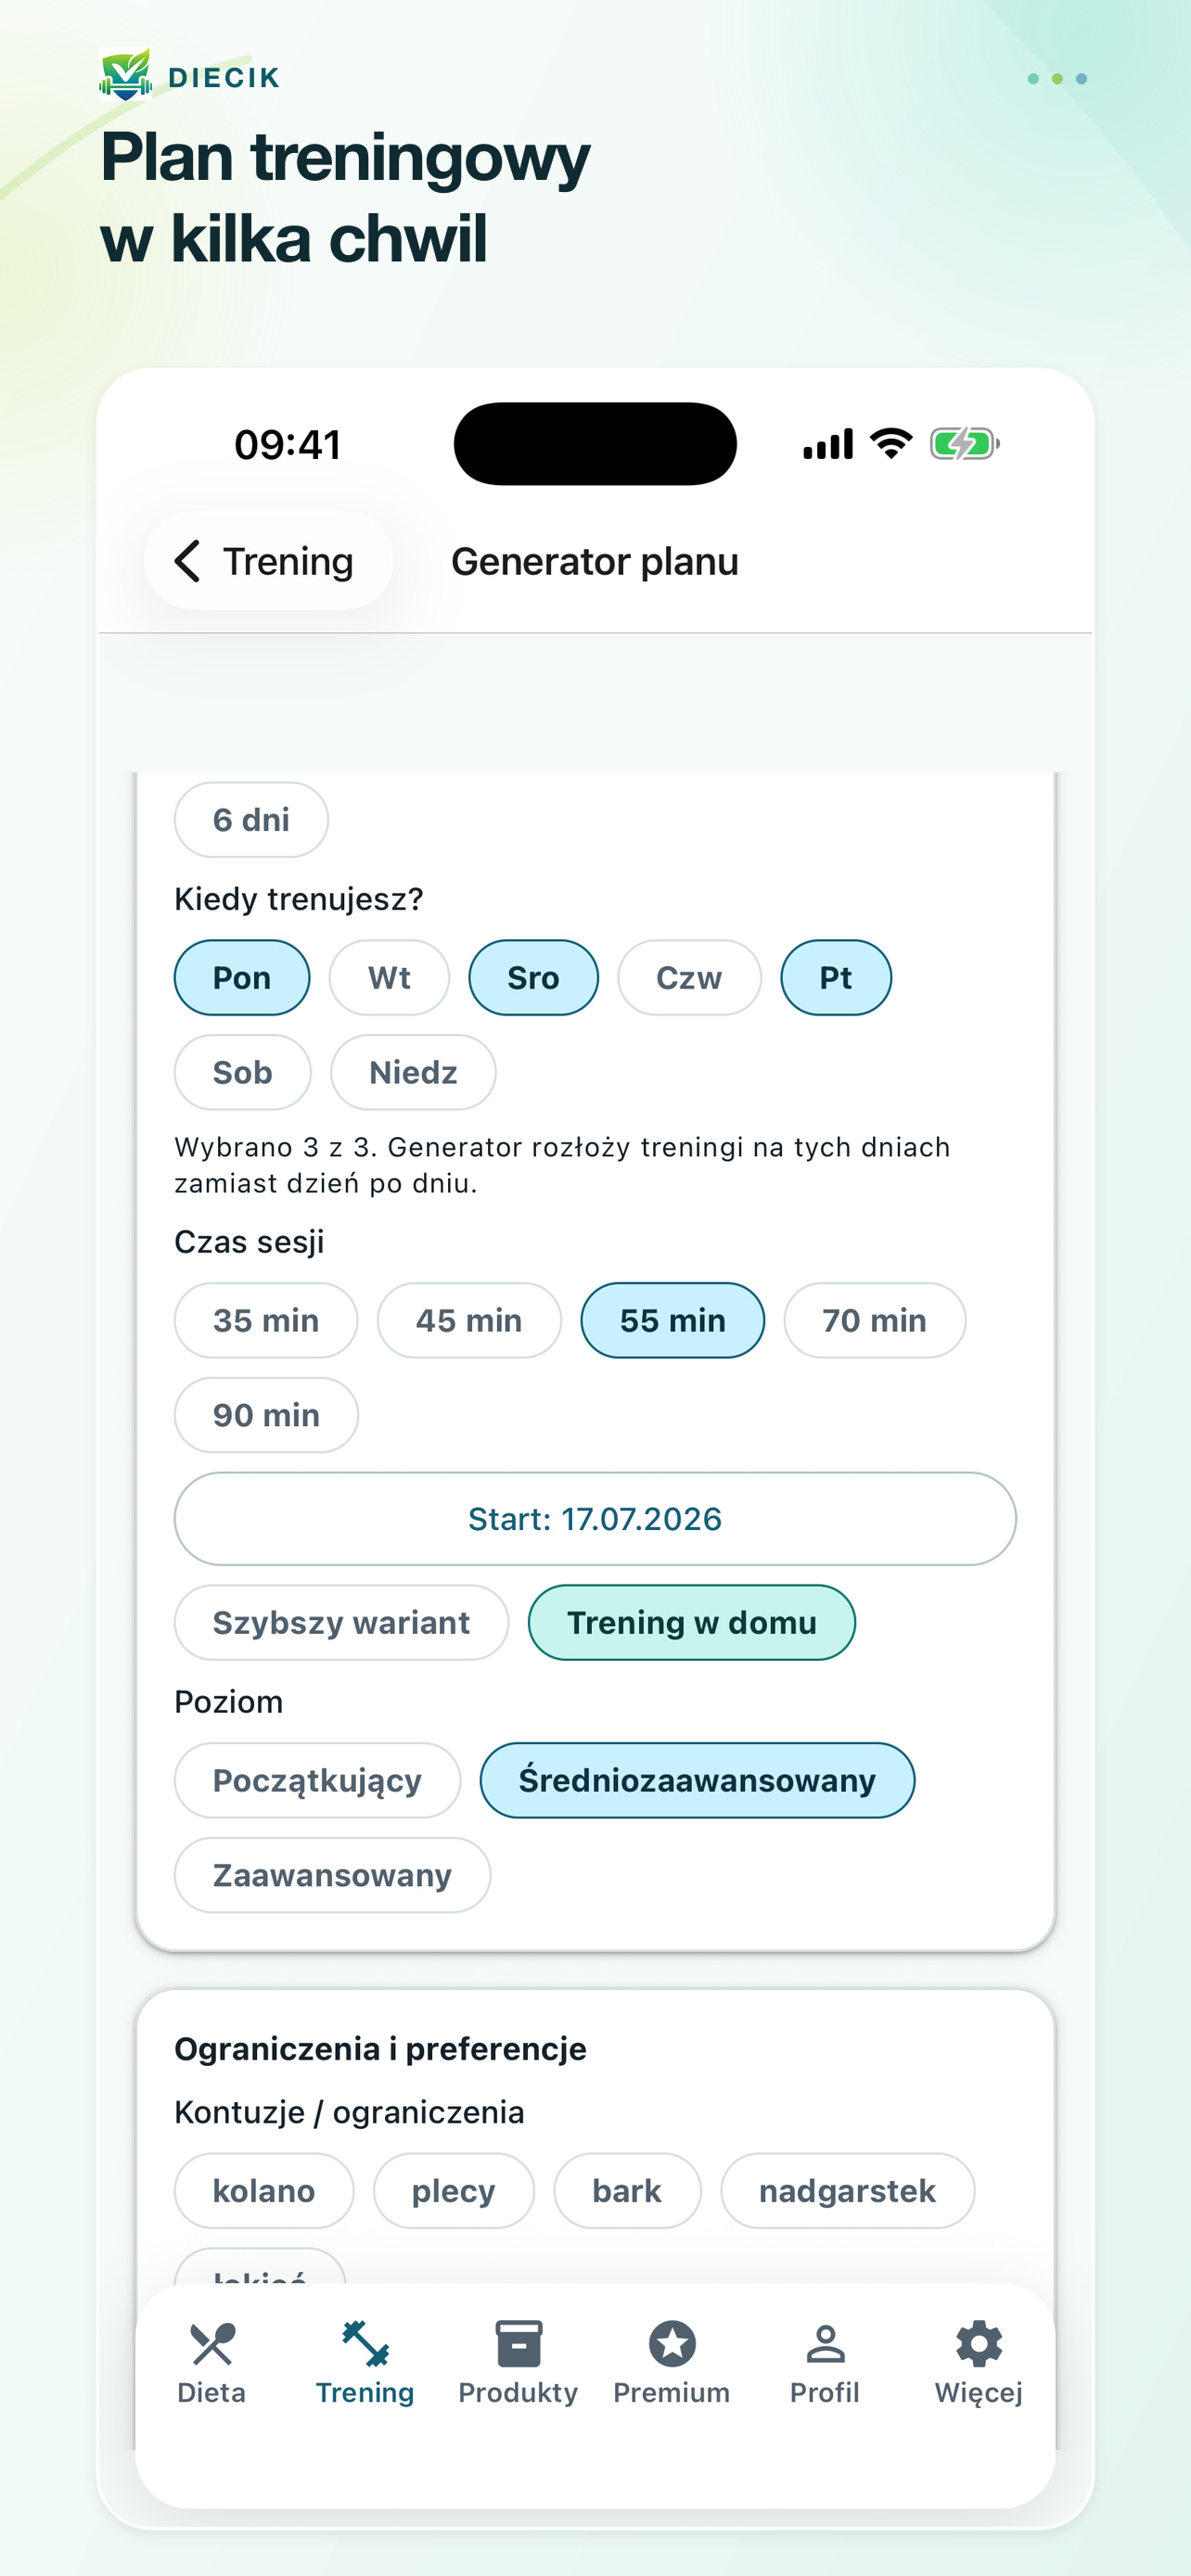 DIECIK
Plan treningowy
w kilka chwil
09:41
Trening
Generator planu
6 dni
Kiedy trenujesz?
Pon Wt Sro Czw Pt
Sob Niedz
Wybrano 3 z 3. Generator rozłoży treningi na tych dniach
zamiast dzień po dniu.
Czas sesji
35 min 45 min 55 min 70 min
90 min
Start: 17.07.2026
Szybszy wariant Trening w domu
Poziom
Początkujący Średniozaawansowany
Zaawansowany
Ograniczenia i preferencje
Kontuzje / ograniczenia
kolano plecy bark nadgarstek
Dieta Trening Produkty Premium Profil Więcej